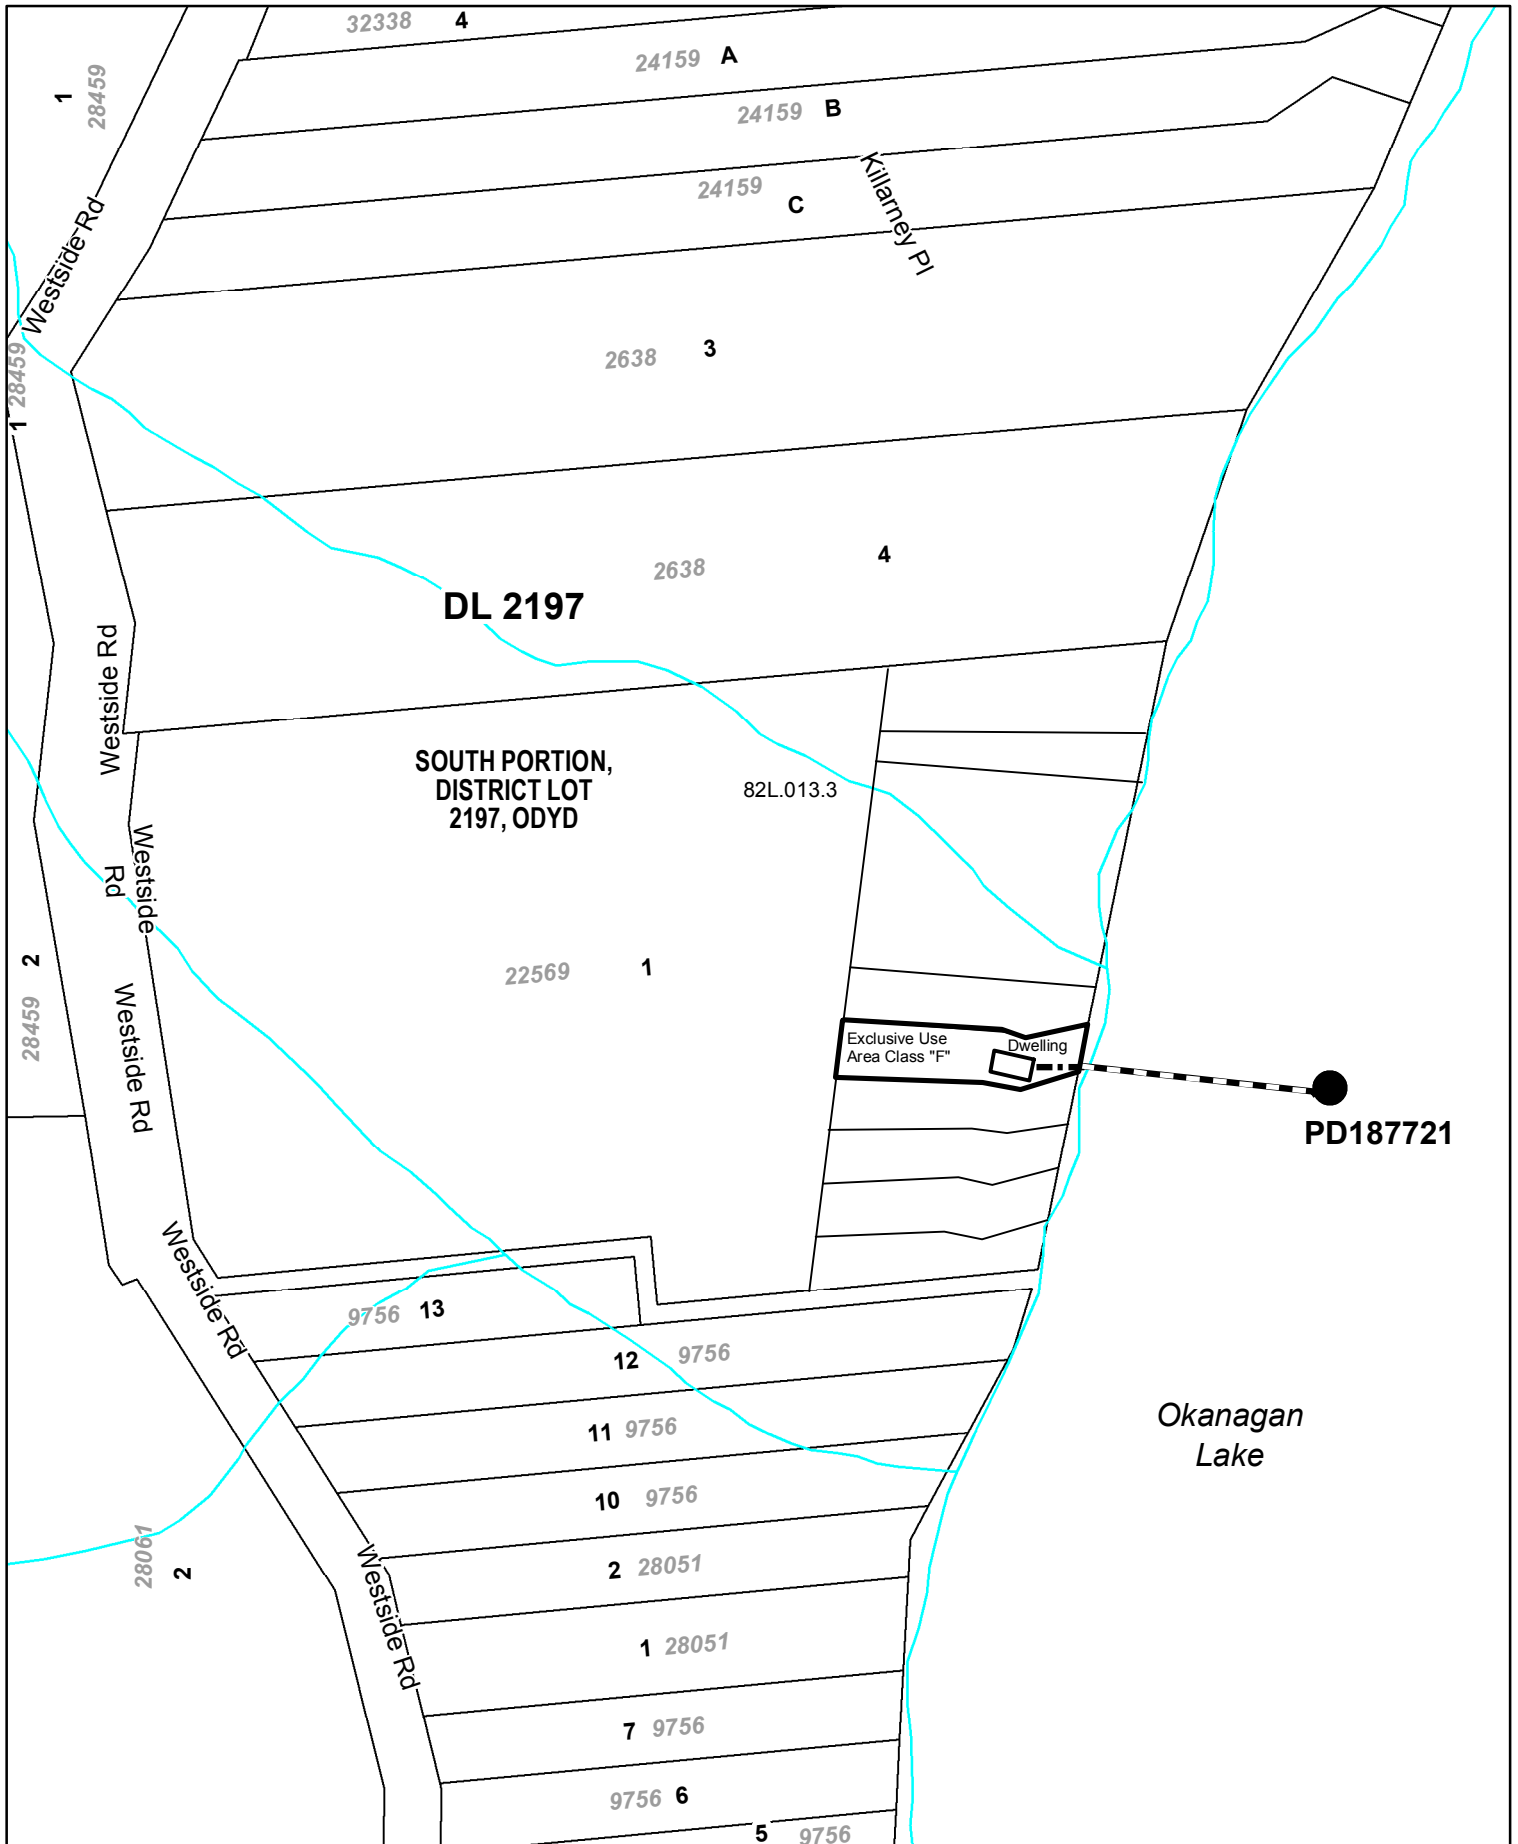 32338 4
24159 A
1
28459
24159 B
24159
C
Killarney Pl
Westside Rd
28459
1
2638 3
2638 4
DL 2197
Westside Rd
SOUTH PORTION,
DISTRICT LOT
2197, ODYD
82L.013.3
Westside
Rd
2
28459
22569 1
Westside Rd
Exclusive Use
Area Class "F"
Dwelling
PD187721
Westside Rd
9756 13
12 9756
11 9756
Okanagan
Lake
10 9756
28061
2
2 28051
Westside Rd
1 28051
7 9756
9756 6
5 9756